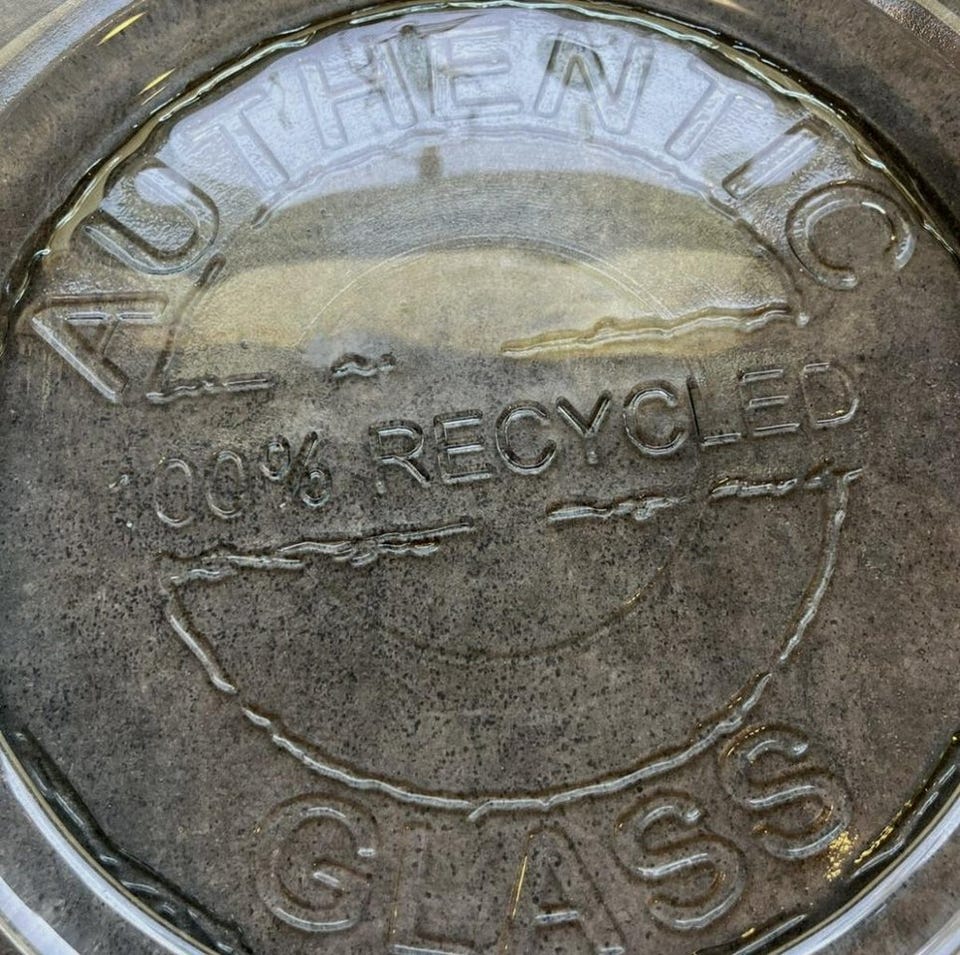 AUTHENTIC
100% RECYCLED
GLASS